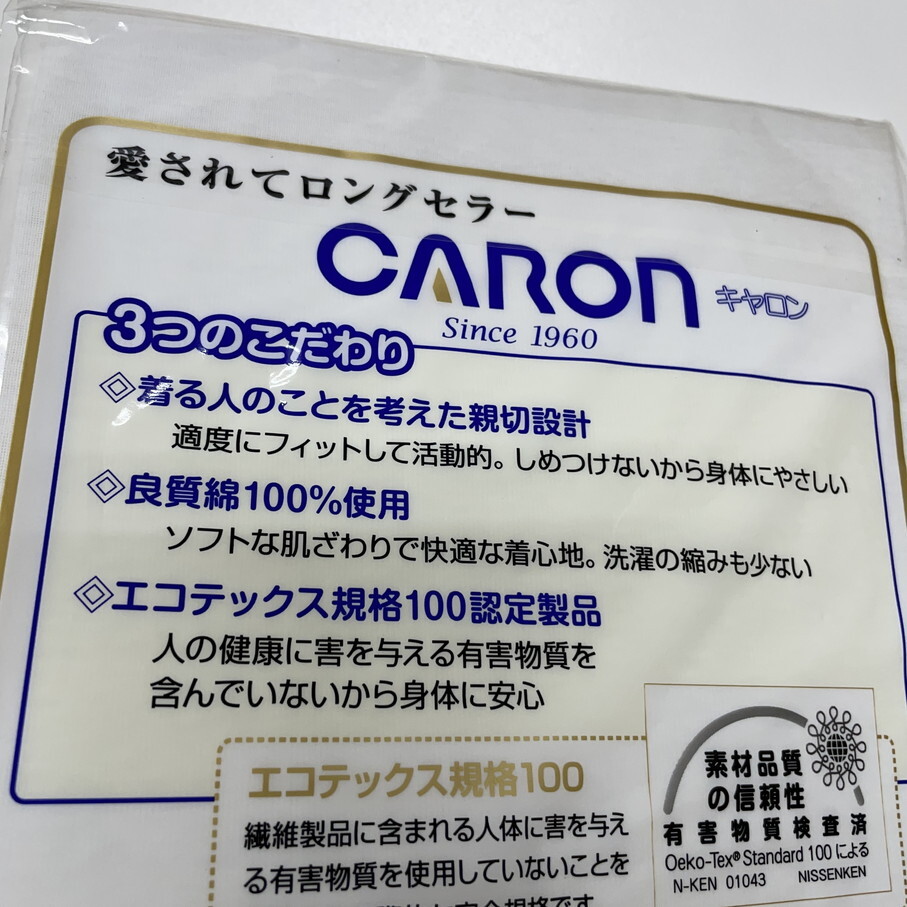 愛されてロングセラー
CARON キャロン
Since 1960
3つのこだわり
着る人のことを考えた親切設計
適度にフィットして活動的。しめつけないから身体にやさしい
良質綿100%使用
ソフトな肌ざわりで快適な着心地。洗濯の縮みも少ない
エコテックス規格100認定製品
人の健康に害を与える有害物質を
含んでいないから身体に安心
エコテックス規格100
繊維製品に含まれる人体に害を与え
る有害物質を使用していないことを
規格です
素材品質
の信頼性
有害物質検査済
Oeko-Tex® Standard 100 による
N-KEN 01043 NISSENKEN